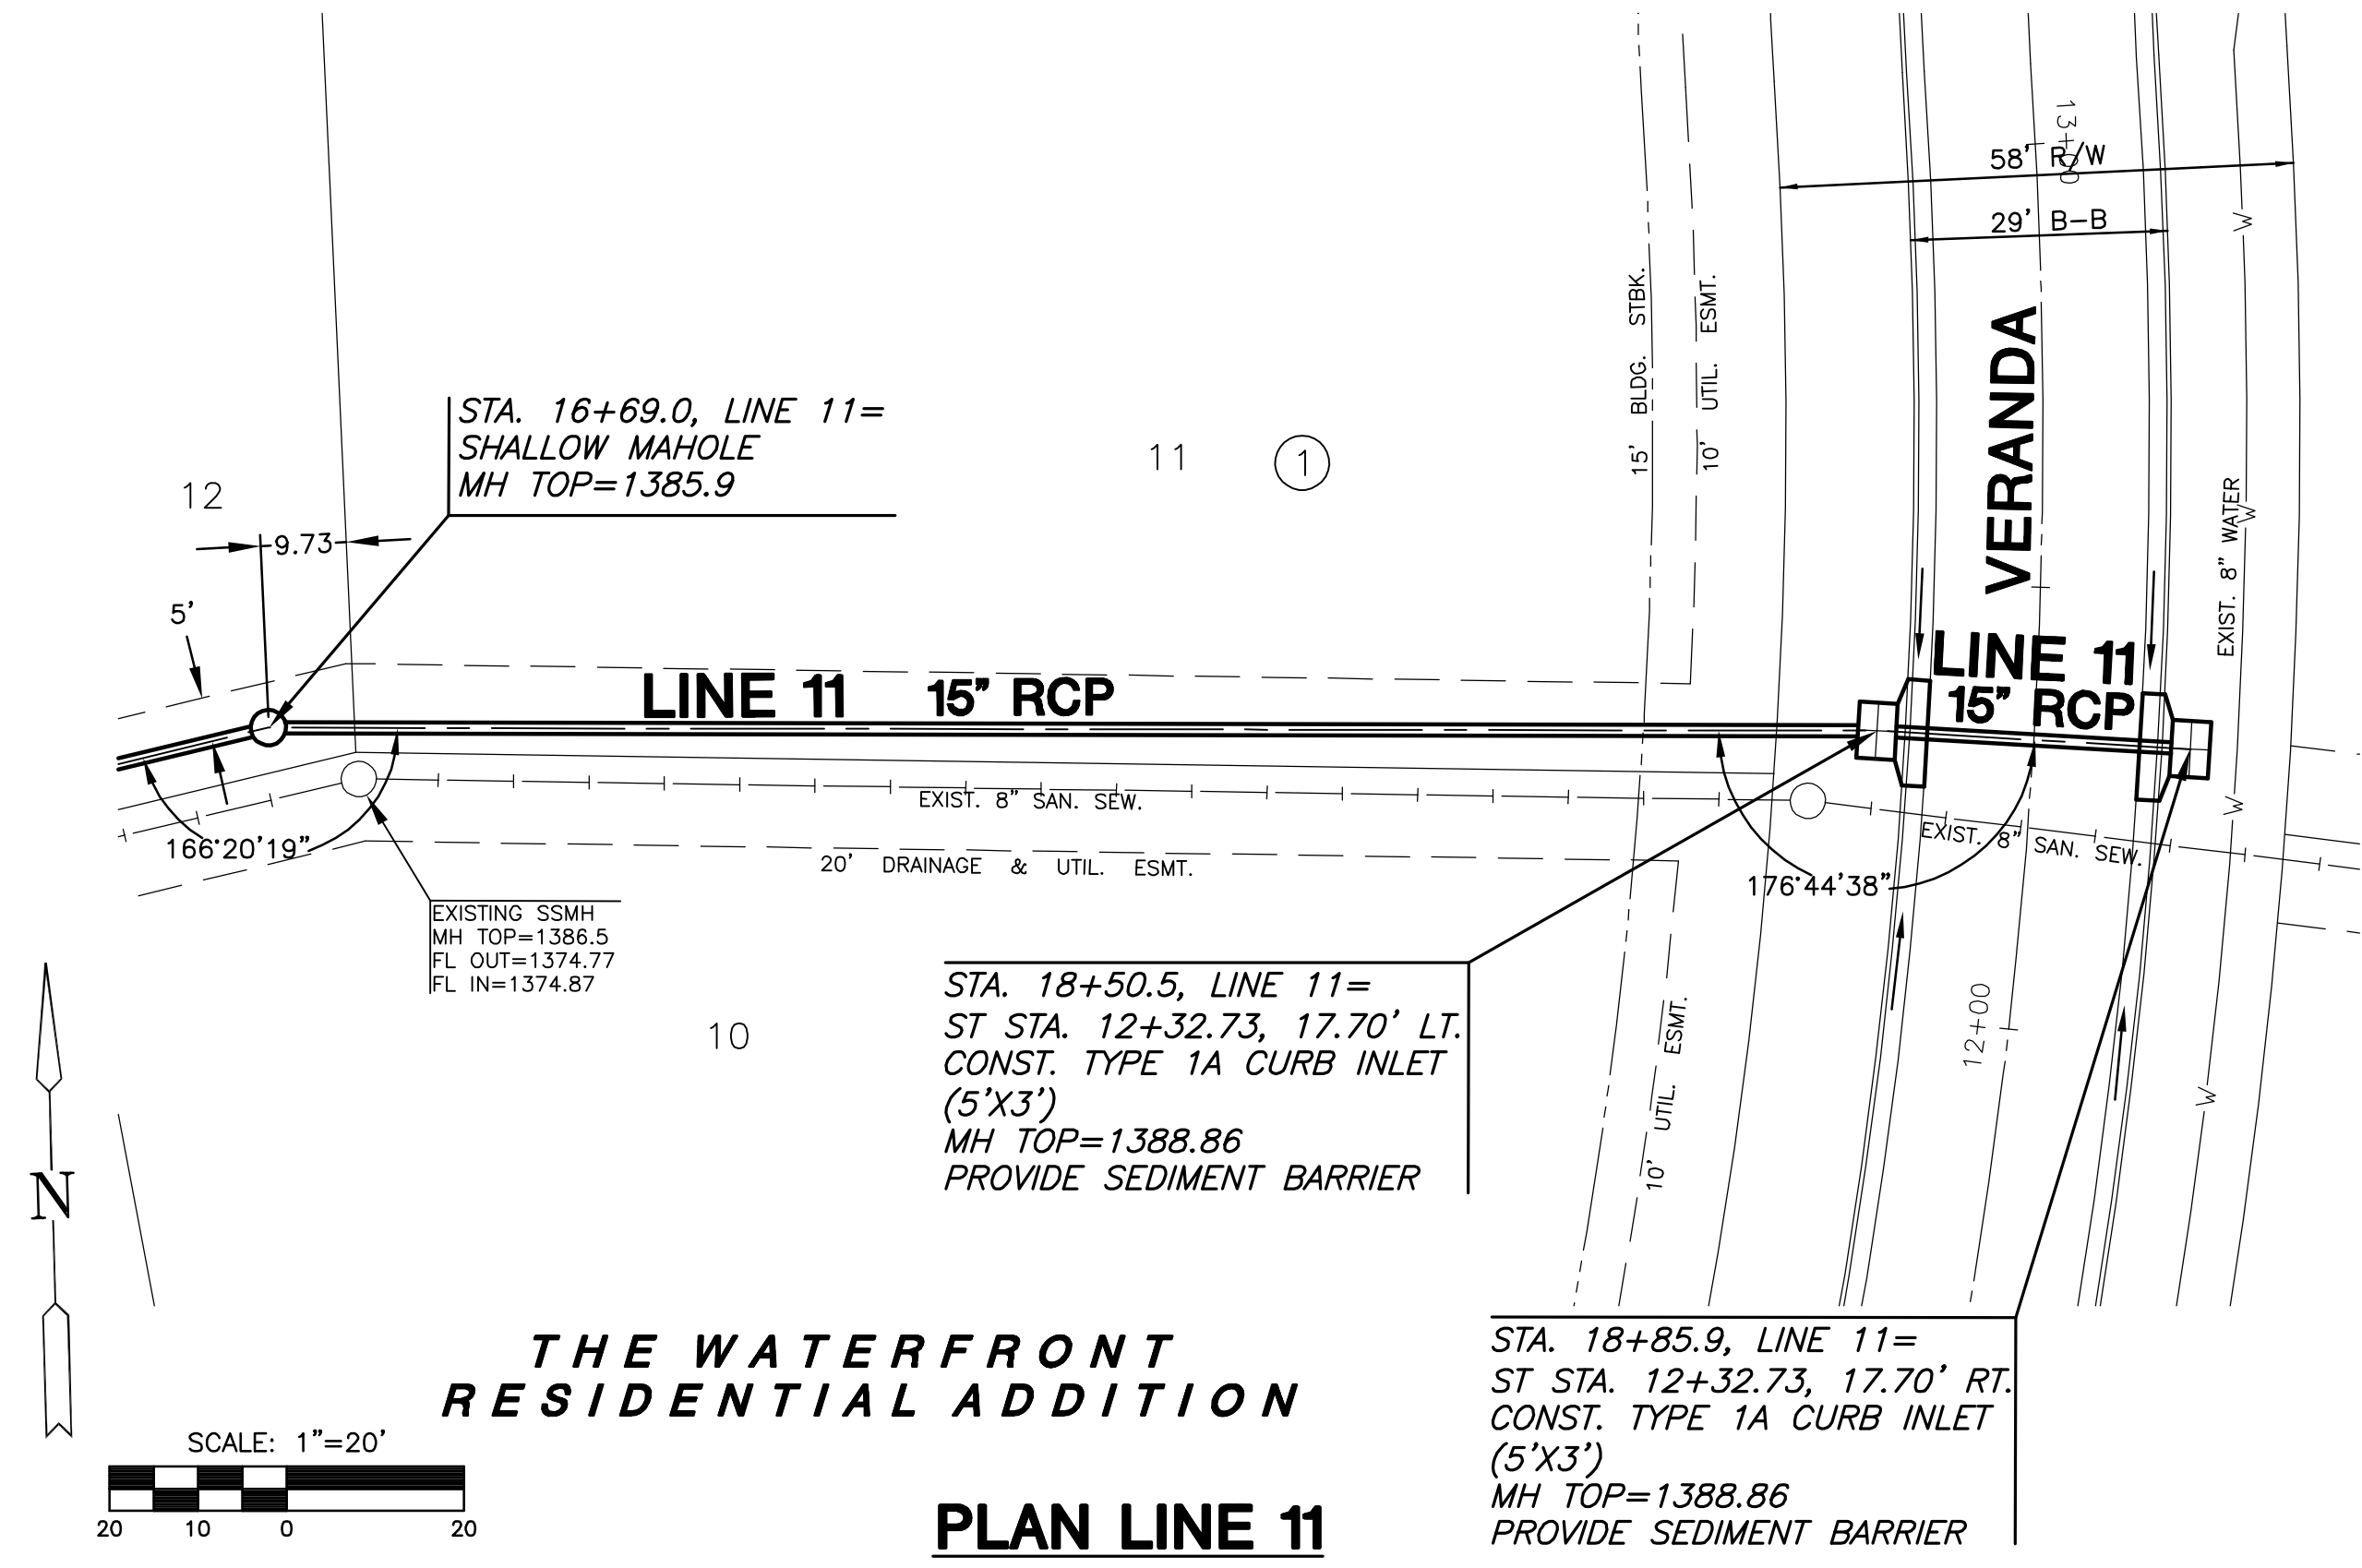 13+00
58' R/W
29' B-B
15' BLDG. STBK.
10' UTIL. ESMT.
VERANDA
STA. 16+69.0, LINE 11=
SHALLOW MAHOLE
MH TOP=1385.9
11
1
12
9.73
5'
W
W
W
W
EXIST. 8" WATER
LINE 11 15" RCP
LINE 11
15" RCP
EXIST. 8" SAN. SEW.
EXIST. 8" SAN. SEW.
166°20'19"
20' DRAINAGE & UTIL. ESMT.
176°44'38"
EXISTING SSMH
MH TOP=1386.5
FL OUT=1374.77
FL IN=1374.87
10
STA. 18+50.5, LINE 11=
ST STA. 12+32.73, 17.70' LT.
CONST. TYPE 1A CURB INLET
(5'X3')
MH TOP=1388.86
PROVIDE SEDIMENT BARRIER
10' UTIL. ESMT.
12+00
N
THE WATERFRONT
RESIDENTIAL ADDITION
STA. 18+85.9, LINE 11=
ST STA. 12+32.73, 17.70' RT.
CONST. TYPE 1A CURB INLET
(5'X3')
MH TOP=1388.86
PROVIDE SEDIMENT BARRIER
SCALE: 1"=20'
20 10 0 20
PLAN LINE 11